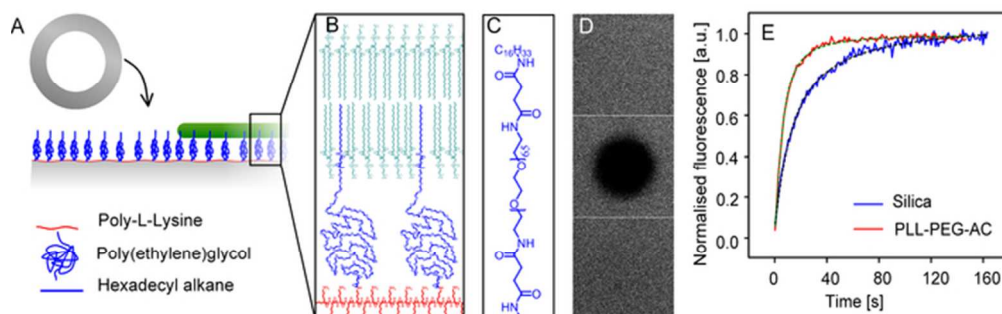 A
B
C
D
E
Poly-L-Lysine
Poly(ethylene)glycol
Hexadecyl alkane
C16H33
NH
O
O
HN
O
65
O
NH
O
O
HN
Normalised fluorescence [a.u.]
1.0
0.8
0.6
0.4
0.2
0.0
Silica
PLL-PEG-AC
0
40
80
120
160
Time [s]